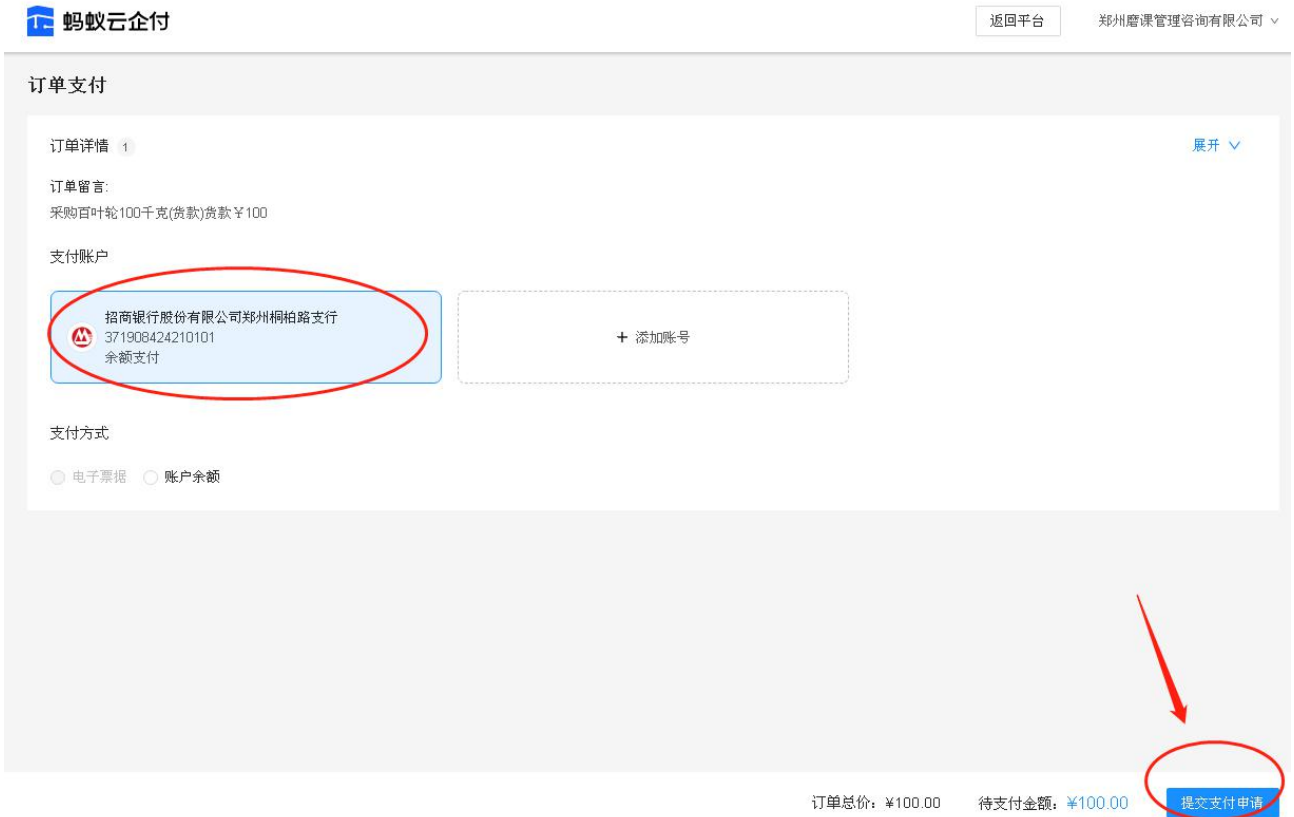 蚂蚁云企付
返回平台
郑州磨课管理咨询有限公司
订单支付
订单详情 1
展开
订单留言:
采购百叶轮100千克(货款)货款￥100
支付账户
招商银行股份有限公司郑州桐柏路支行
371908424210101
余额支付
+ 添加账号
支付方式
电子票据 账户余额
订单总价: ¥100.00 待支付金额: ¥100.00
提交支付申请